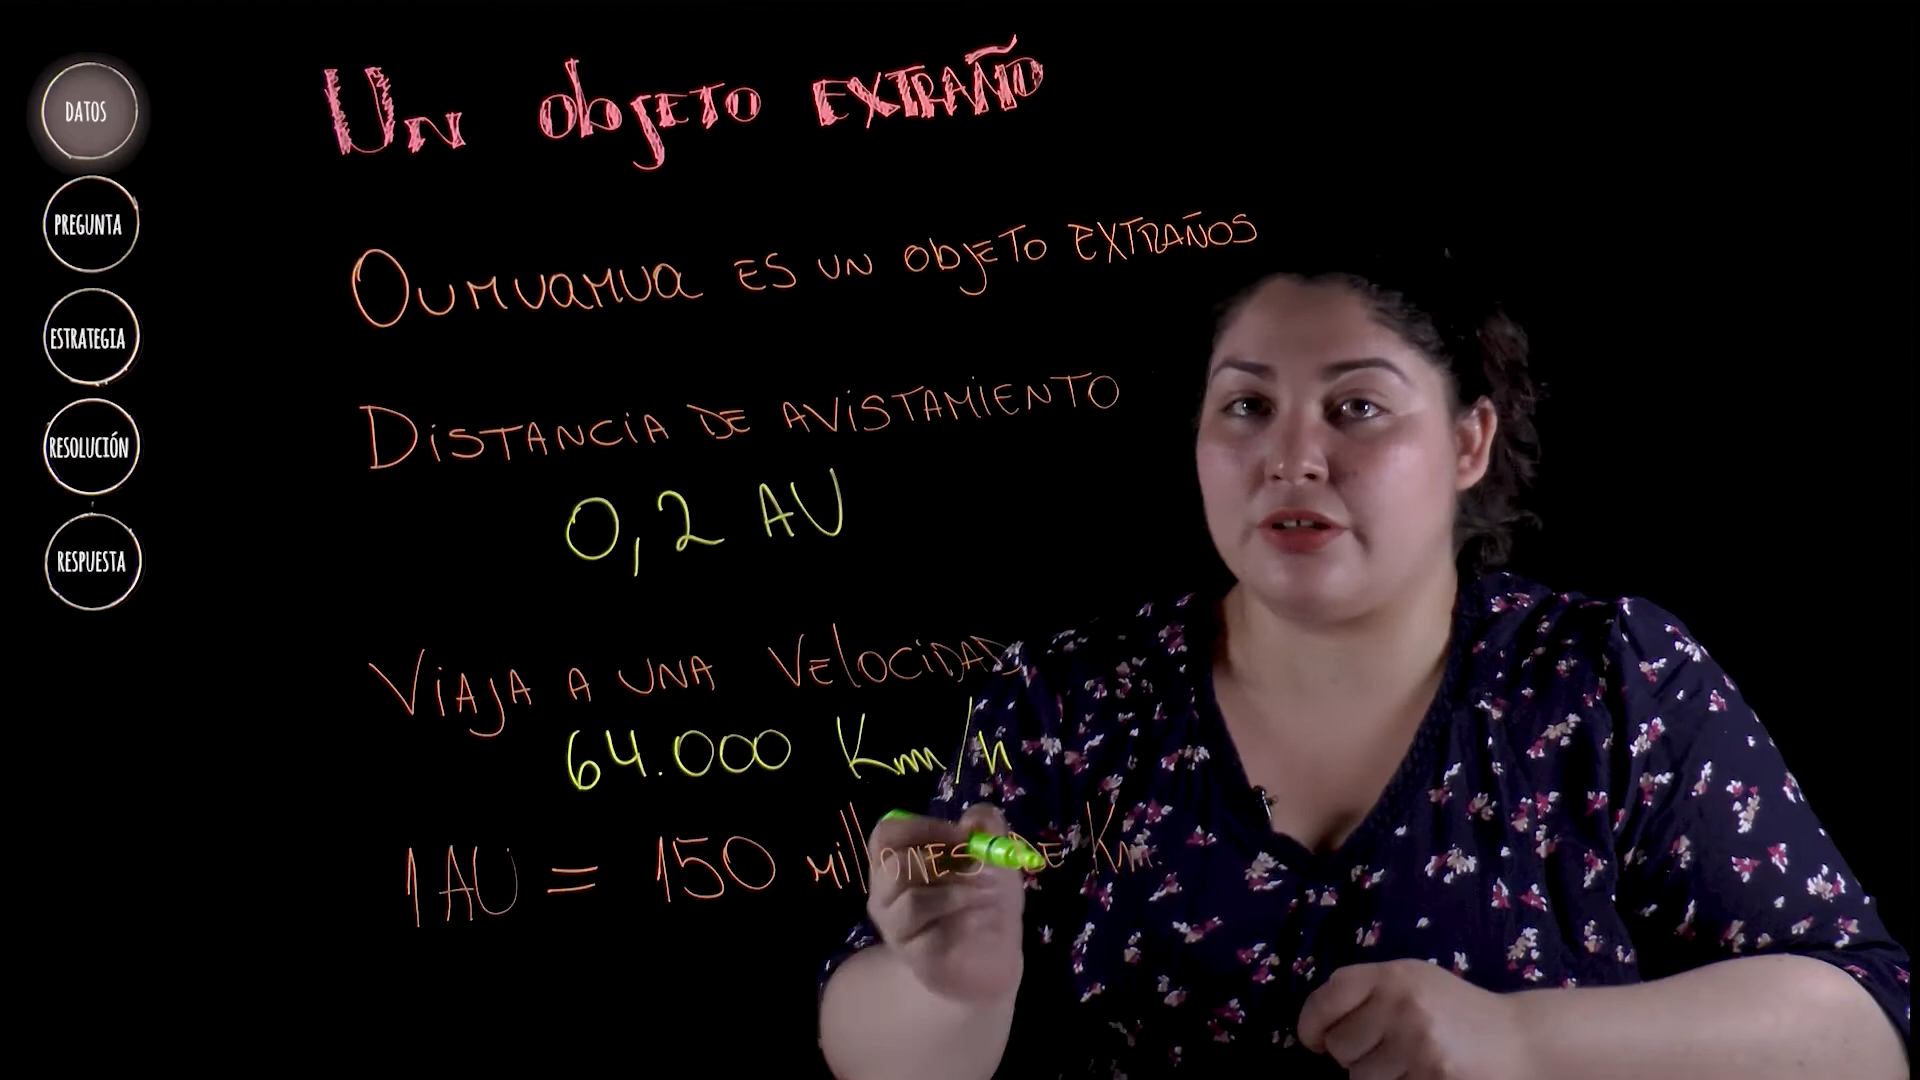 DATOS
PREGUNTA
ESTRATEGIA
RESOLUCIÓN
RESPUESTA
Un objeto extraño
Oumuamua es un objeto extraños
Distancia de avistamiento
0,2 AU
Viaja a una velocidad
64.000 Km/h
1 AU = 150 millones de Km.